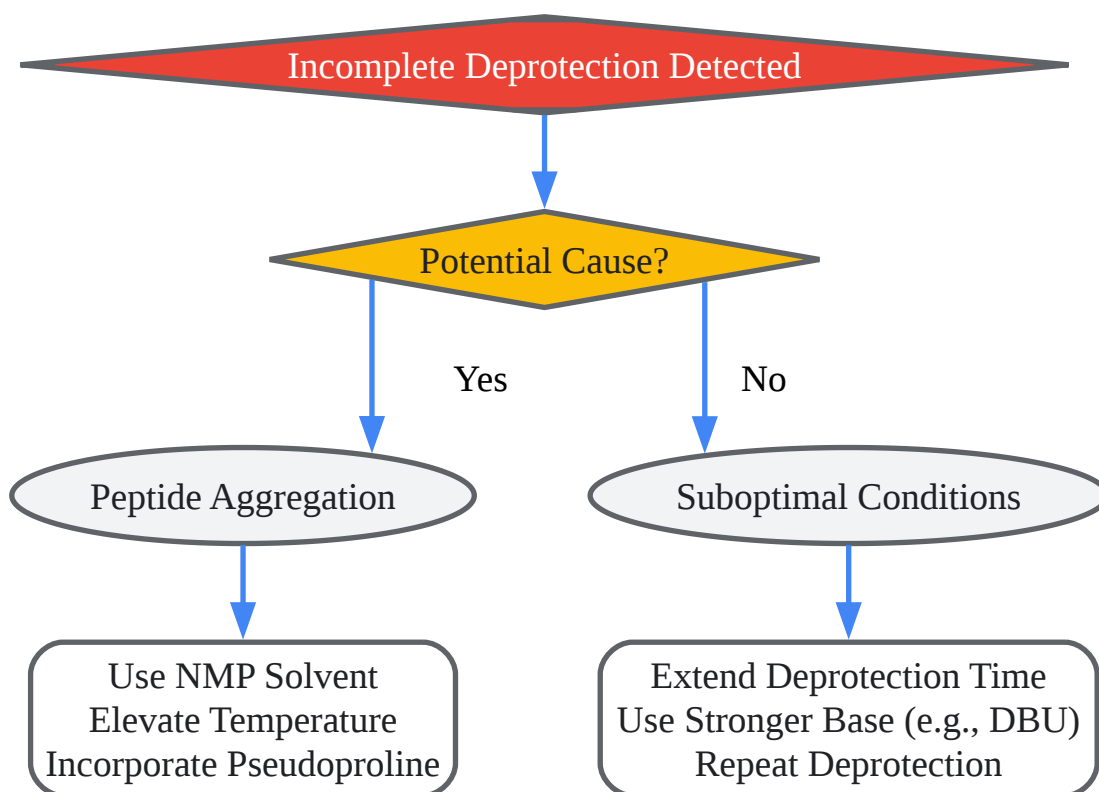 Incomplete Deprotection Detected
Potential Cause?
Yes
No
Peptide Aggregation
Suboptimal Conditions
Use NMP Solvent
Elevate Temperature
Incorporate Pseudoproline
Extend Deprotection Time
Use Stronger Base (e.g., DBU)
Repeat Deprotection